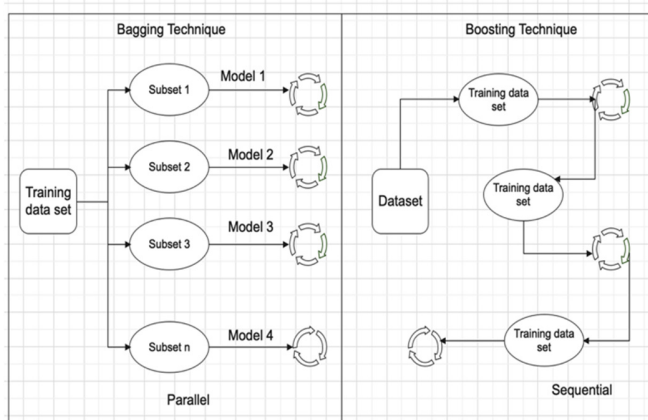 Bagging Technique
Subset 1
Model 1
Subset 2
Model 2
Training
data set
Subset 3
Model 3
Subset n
Model 4
Parallel
Boosting Technique
Training data
set
Dataset
Training data
set
Training data
set
Sequential